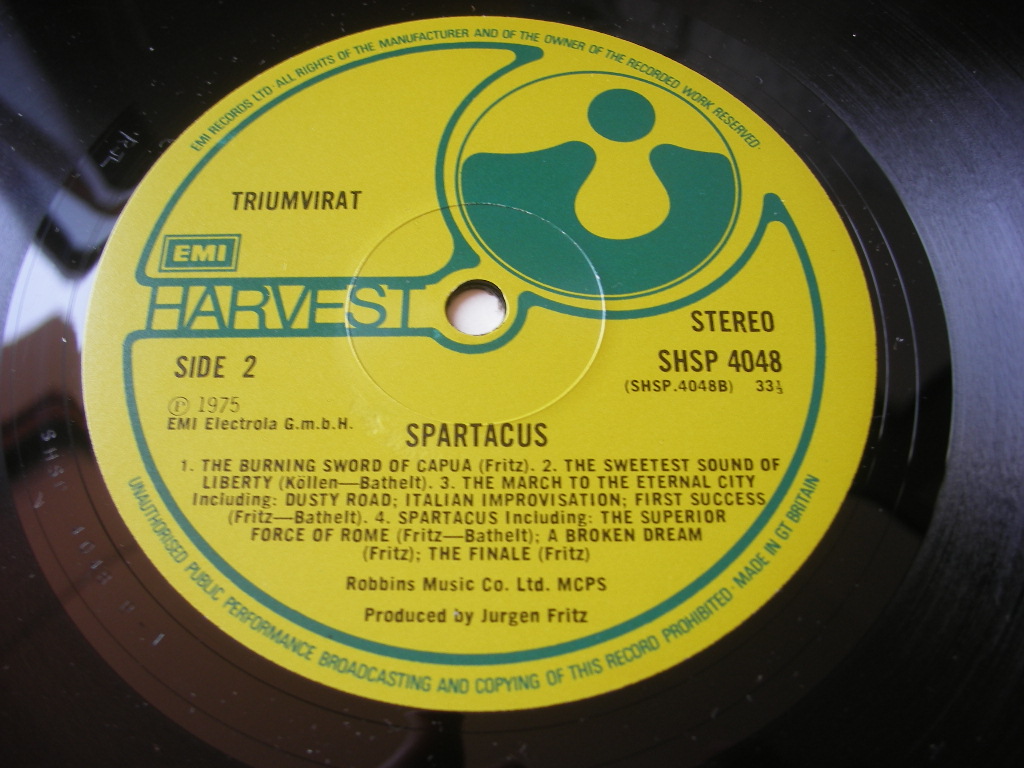 EMI RECORDS LTD· ALL RIGHTS OF THE MANUFACTURER AND OF THE OWNER OF THE RECORDED WORK RESERVED·
TRIUMVIRAT
EMI
HARVEST
STEREO
SIDE 2
SHSP 4048
(SHSP.4048B) 33⅓
Ⓟ 1975
EMI Electrola G.m.b.H.
SPARTACUS
1. THE BURNING SWORD OF CAPUA (Fritz). 2. THE SWEETEST SOUND OF
LIBERTY (Köllen—Bathelt). 3. THE MARCH TO THE ETERNAL CITY
Including: DUSTY ROAD; ITALIAN IMPROVISATION; FIRST SUCCESS
(Fritz—Bathelt). 4. SPARTACUS Including: THE SUPERIOR
FORCE OF ROME (Fritz—Bathelt); A BROKEN DREAM
(Fritz); THE FINALE (Fritz)
Robbins Music Co. Ltd. MCPS
Produced by Jurgen Fritz
UNAUTHORISED PUBLIC PERFORMANCE BROADCASTING AND COPYING OF THIS RECORD PROHIBITED· MADE IN GT BRITAIN